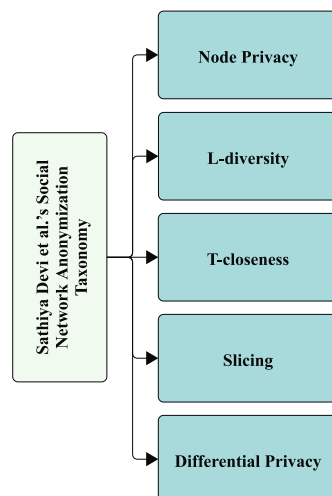 Sathiya Devi et al.'s Social
Network Anonymization
Taxonomy
Node Privacy
L-diversity
T-closeness
Slicing
Differential Privacy